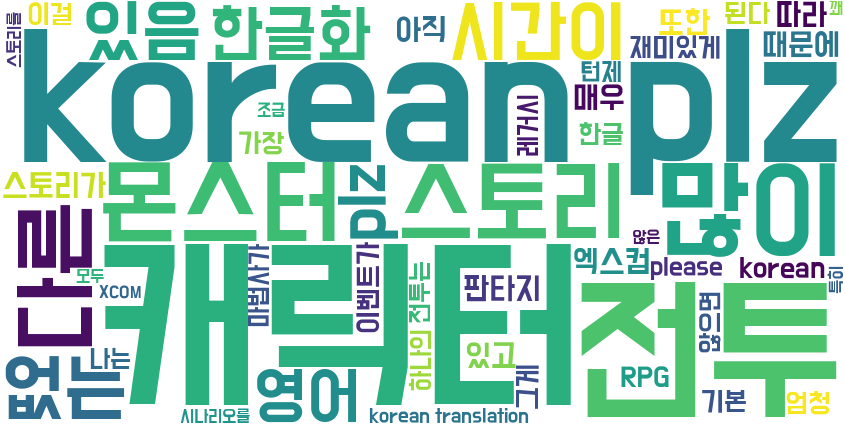 스토리를
이걸
있음
한글화
아직
시간이
또한
된다
따라
꽤
재미있게
때문에
korean plz
턴제
매우
조금
가장
레거시
한글
스토리가
몬스터
plz
스토리
많이
다른
않은
모두
XCOM
캐릭터
마법사가
이벤트가
하나의 전투는
판타지
엑스컴
please
korean
특히
전투
않으면
나는
없는
영어
있고
그게
RPG
기본
엄청
시나리오를
korean translation